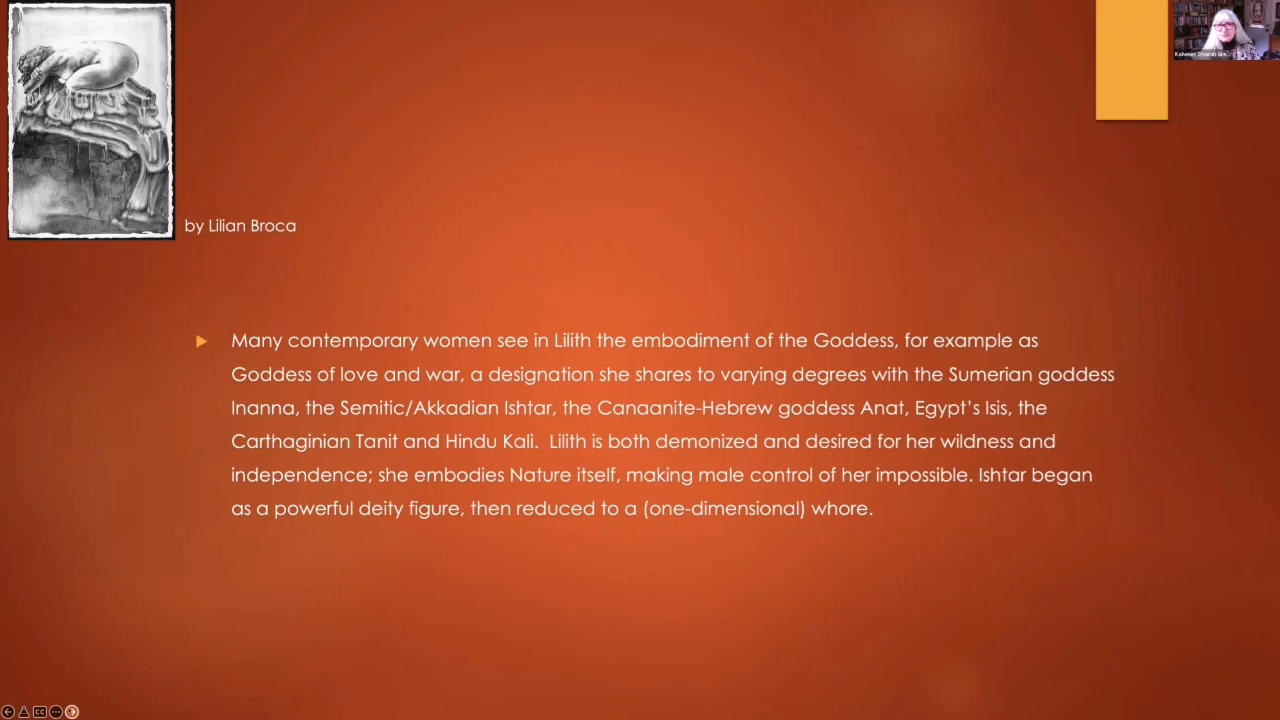 by Lilian Broca
Many contemporary women see in Lilith the embodiment of the Goddess, for example as
Goddess of love and war, a designation she shares to varying degrees with the Sumerian goddess
Inanna, the Semitic/Akkadian Ishtar, the Canaanite-Hebrew goddess Anat, Egypt’s Isis, the
Carthaginian Tanit and Hindu Kali.  Lilith is both demonized and desired for her wildness and
independence; she embodies Nature itself, making male control of her impossible. Ishtar began
as a powerful deity figure, then reduced to a (one-dimensional) whore.